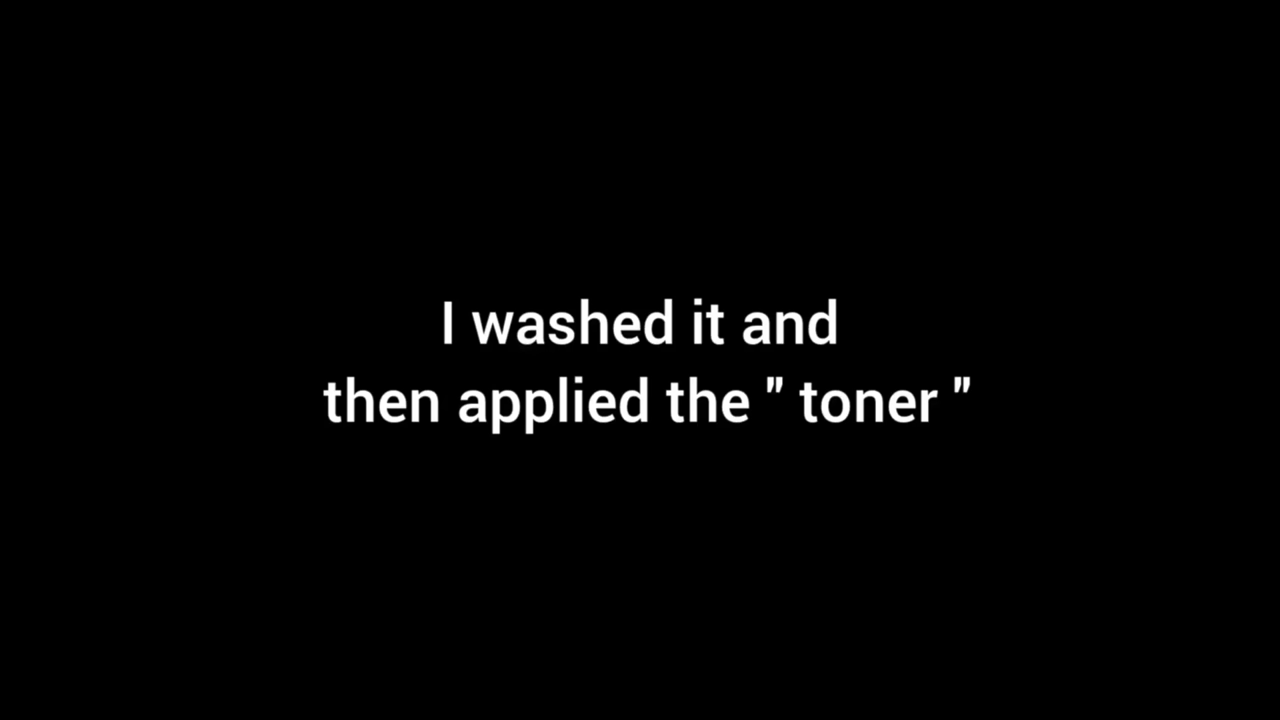 I washed it and
then applied the " toner "